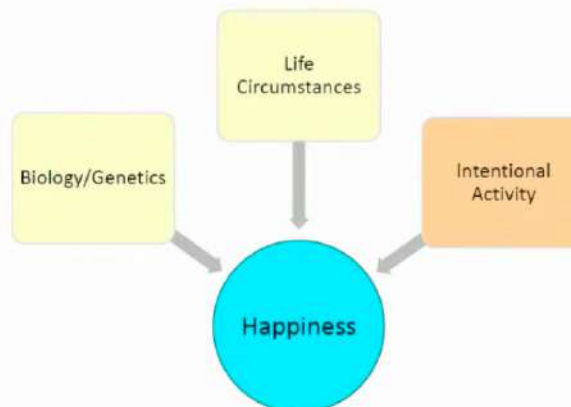 Life
Circumstances
Biology/Genetics
Intentional
Activity
Happiness